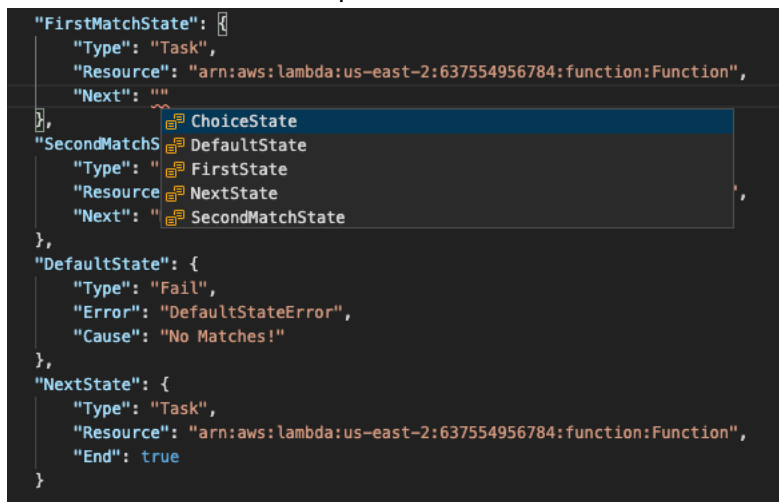 "FirstMatchState": {
"Type": "Task",
"Resource": "arn:aws:lambda:us-east-2:637554956784:function:Function",
"Next": ""
},
ChoiceState
"SecondMatchS
DefaultState
"Type": "
FirstState
"Resource
NextState
",
"Next": "
SecondMatchState
},
"DefaultState": {
"Type": "Fail",
"Error": "DefaultStateError",
"Cause": "No Matches!"
},
"NextState": {
"Type": "Task",
"Resource": "arn:aws:lambda:us-east-2:637554956784:function:Function",
"End": true
}